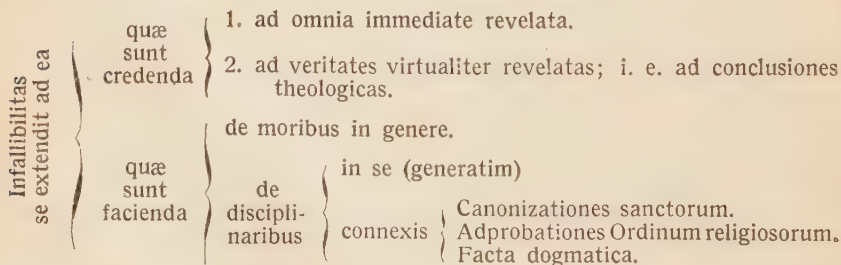 Infallibilitas
se extendit ad ea
quæ
sunt
credenda
1. ad omnia immediate revelata.
2. ad veritates virtualiter revelatas; i. e. ad conclusiones
theologicas.
quæ
sunt
facienda
de moribus in genere.
de
discipli-
naribus
in se (generatim)
connexis
Canonizationes sanctorum.
Adprobationes Ordinum religiosorum.
Facta dogmatica.